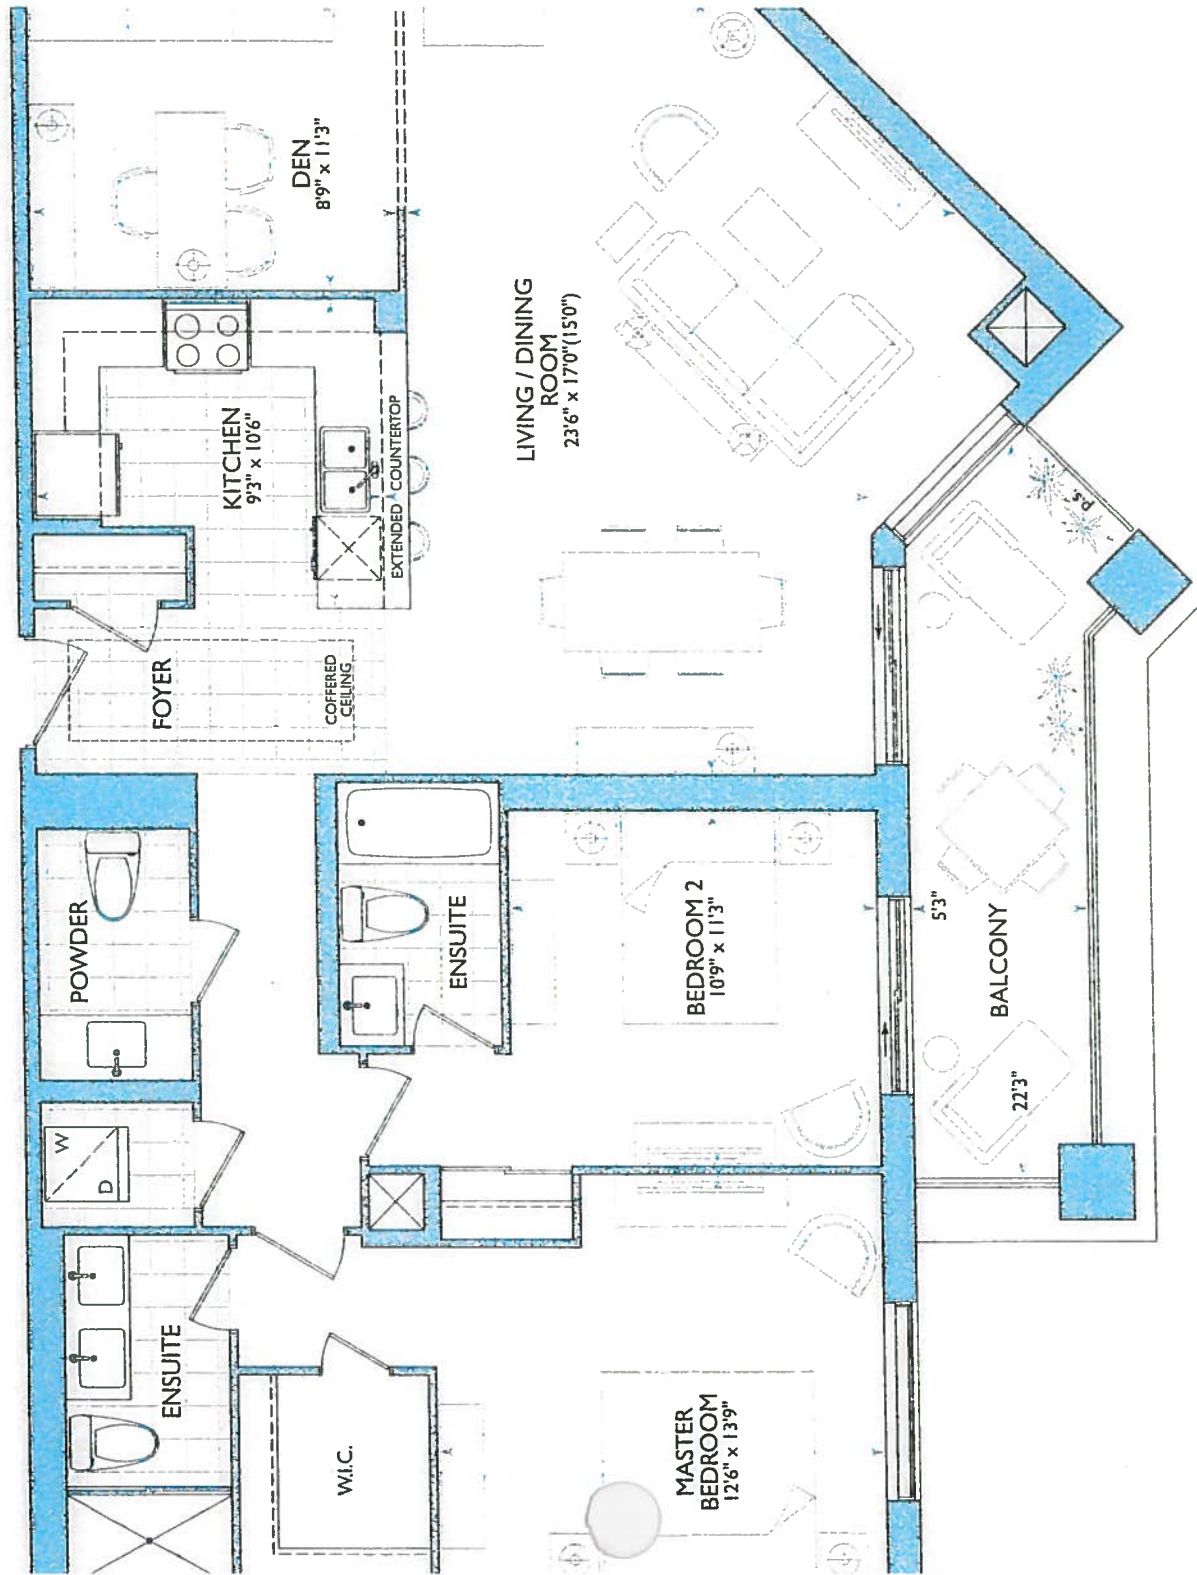 DEN
8'9" x 11'3"
KITCHEN
9'3" x 10'6"
EXTENDED COUNTERTOP
LIVING / DINING
ROOM
23'6" x 17'0"(15'0")
P.S.
FOYER
COFFERED
CEILING
POWDER
ENSUITE
BEDROOM 2
10'9" x 11'3"
5'3"
BALCONY
22'3"
W
D
ENSUITE
W.I.C.
MASTER
BEDROOM
12'6" x 13'9"